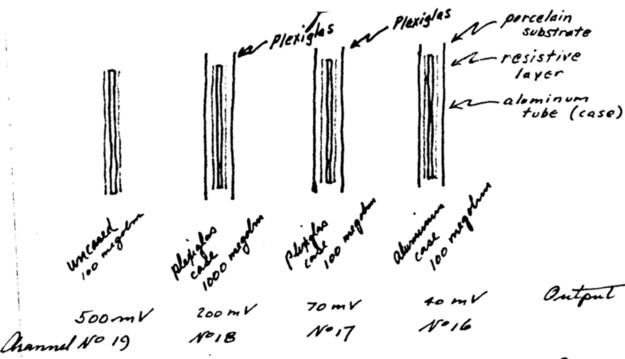 Plexiglas
Plexiglas
porcelain
substrate
resistive
layer
aluminum
tube (case)
uncased
100 megohm
plexiglas
case
1000 megohm
plexiglas
case
100 megohm
aluminum
case
100 megohm
500 mV
200 mV
70 mV
40 mV
Output
Channel No 19
No 18
No 17
No 16